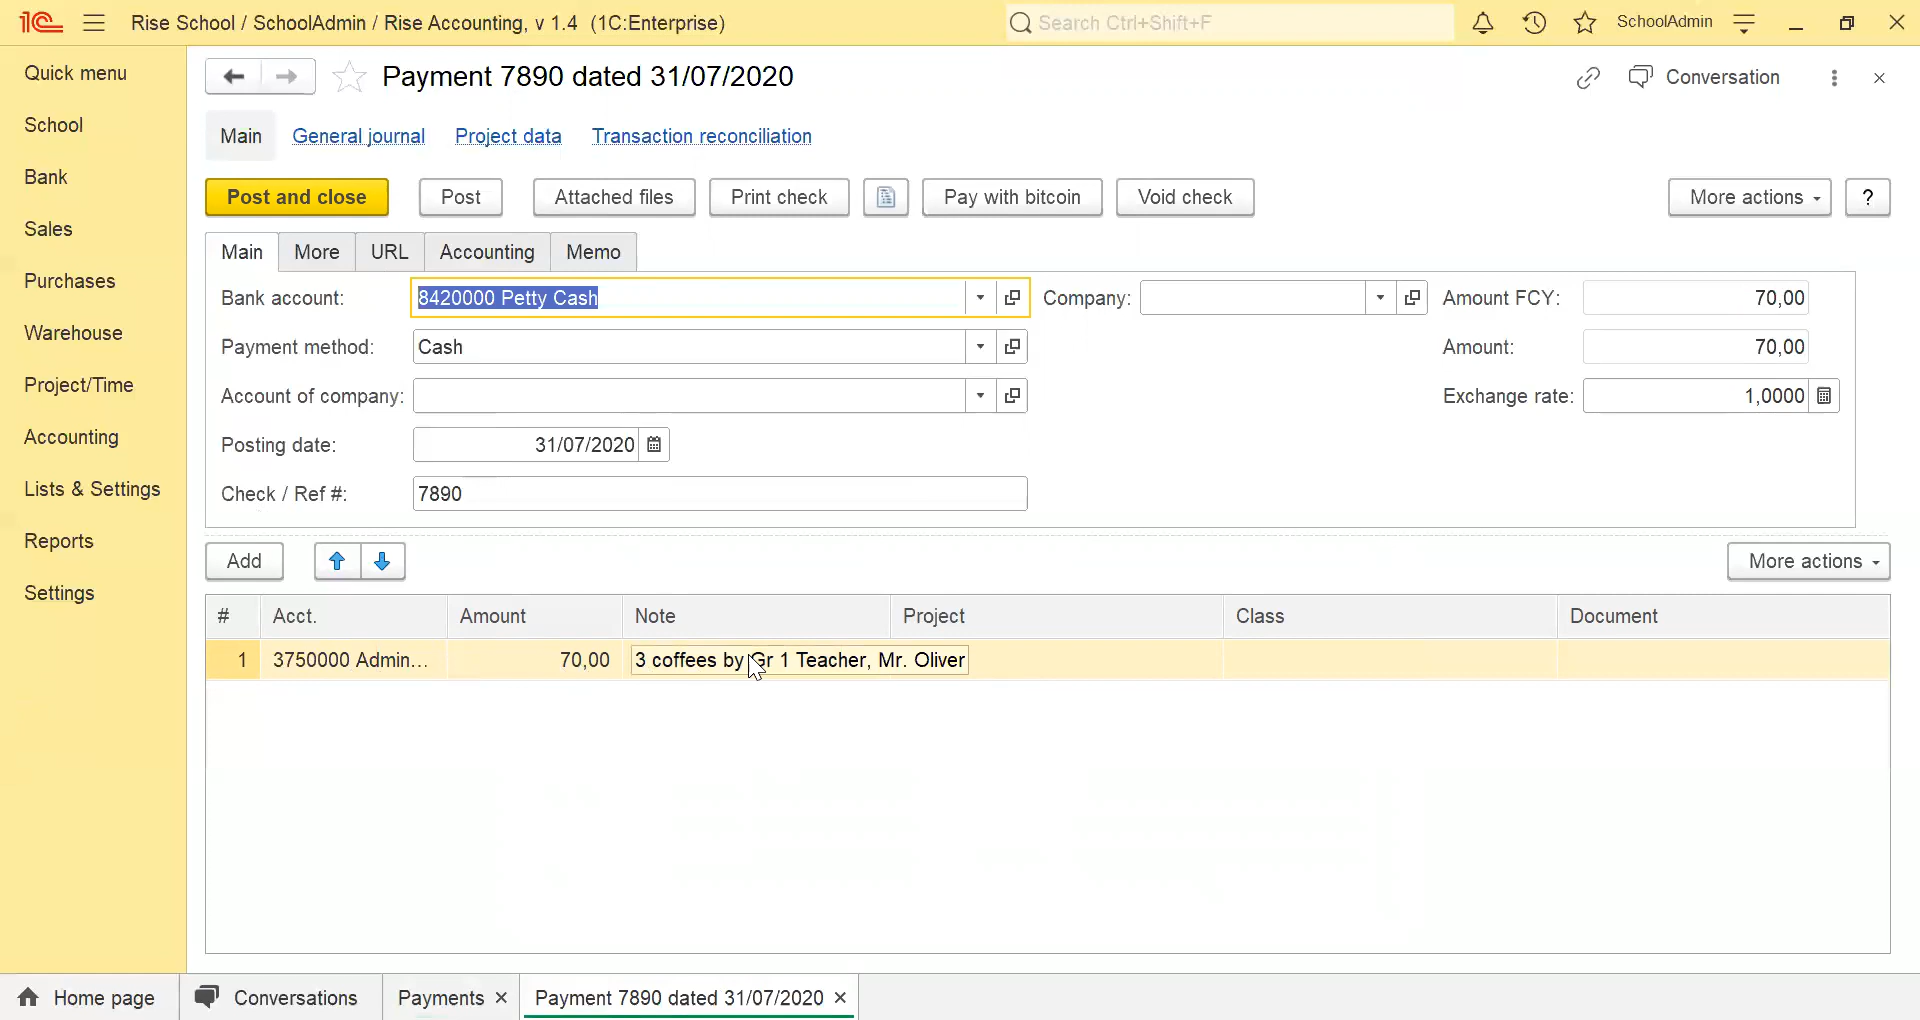 Rise School / SchoolAdmin / Rise Accounting, v 1.4 (1C:Enterprise)
Search Ctrl+Shift+F
SchoolAdmin
Quick menu
School
Bank
Sales
Purchases
Warehouse
Project/Time
Accounting
Lists & Settings
Reports
Settings
Payment 7890 dated 31/07/2020
Conversation
Main General journal Project data Transaction reconciliation
Post and close Post Attached files Print check Pay with bitcoin Void check More actions ?
Main More URL Accounting Memo
Bank account: 8420000 Petty Cash Company: Amount FCY: 70,00
Payment method: Cash Amount: 70,00
Account of company: Exchange rate: 1,0000
Posting date: 31/07/2020
Check / Ref #: 7890
Add More actions
# Acct. Amount Note Project Class Document
1 3750000 Admin... 70,00 3 coffees by Gr 1 Teacher, Mr. Oliver
Home page Conversations Payments Payment 7890 dated 31/07/2020